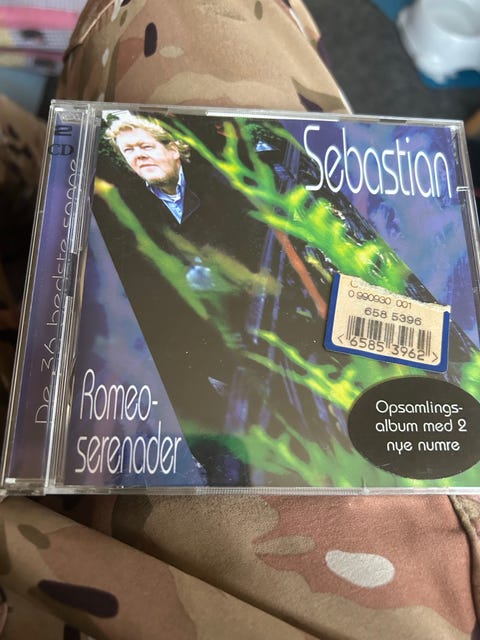 2
CD
De 36 bedste sange
Sebastian
0 990930 001
658 5396
< 6585 3962 >
Opsamlings-
album med 2
nye numre
Romeo-
serenader